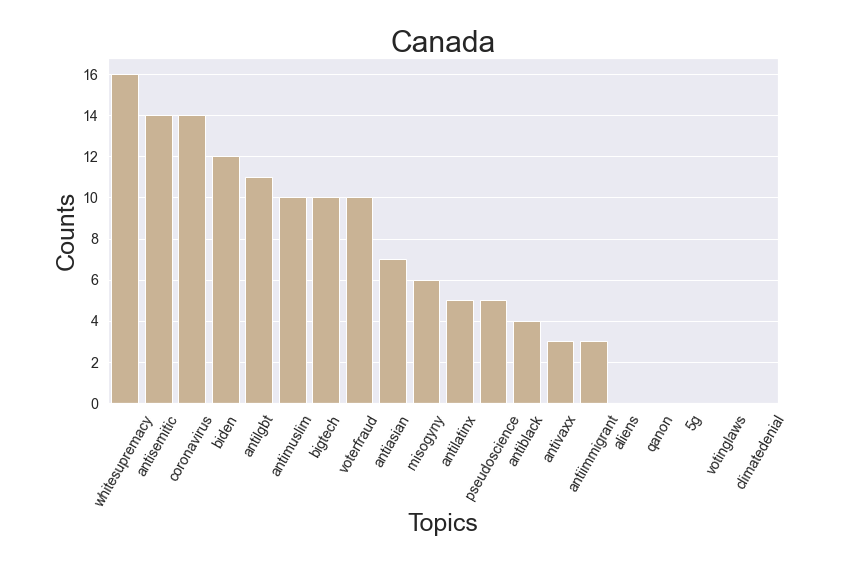 Canada
Counts
16
14
12
10
8
6
4
2
0
whitesupremacy
antisemitic
coronavirus
biden
antilgbt
antimuslim
bigtech
voterfraud
antiasian
misogyny
antilatinx
pseudoscience
antiblack
antivaxx
antiimmigrant
aliens
qanon
5g
votinglaws
climatedenial
Topics